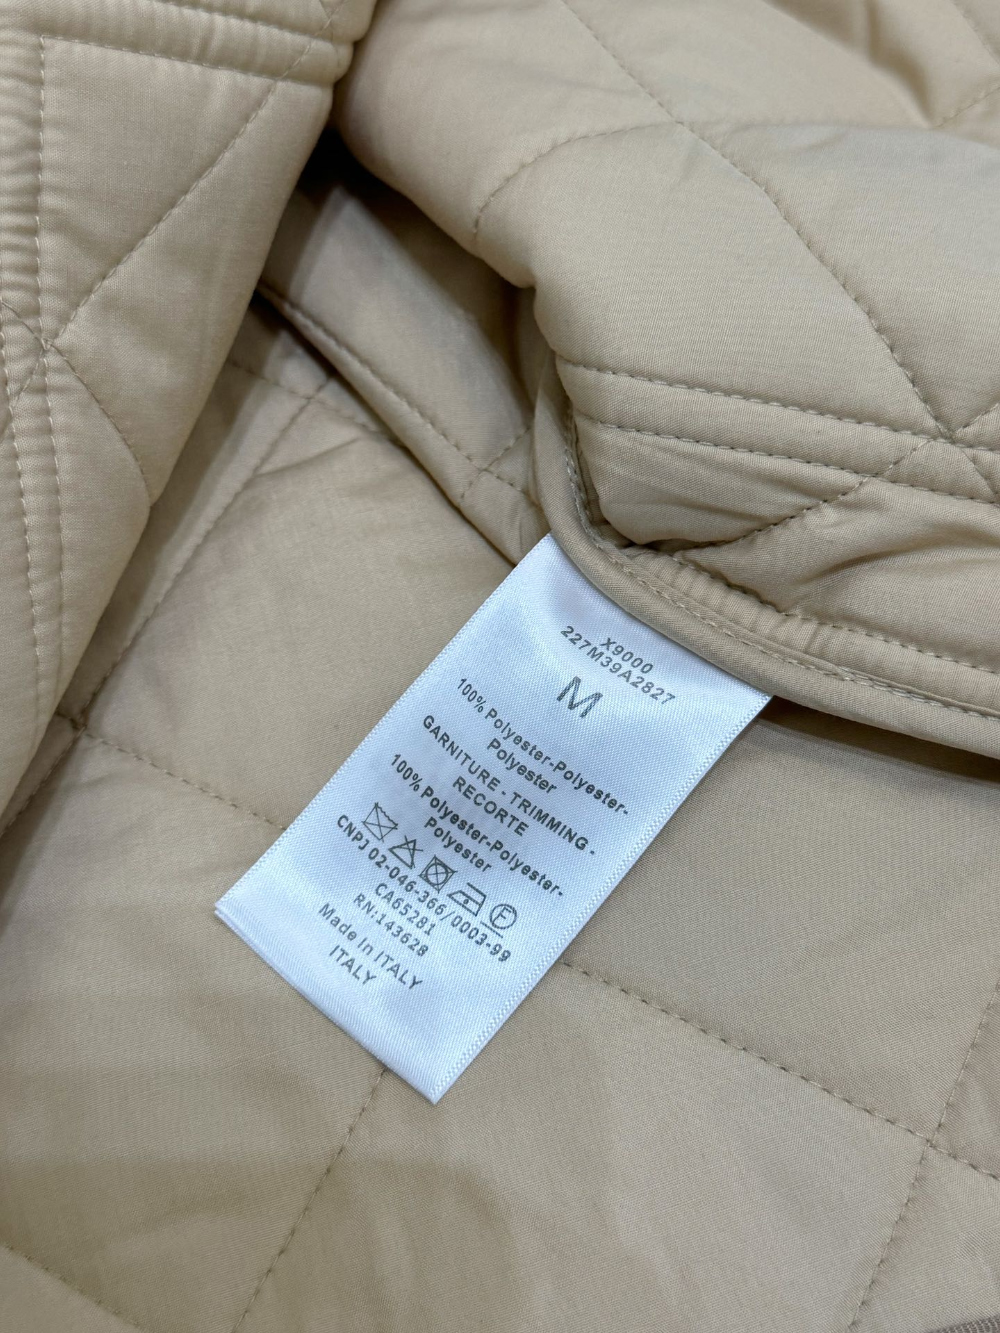 X9000
227M39A2827
M
100% Polyester-Polyester-
Polyester
GARNITURE - TRIMMING -
RECORTE
100% Polyester-Polyester-
Polyester
F
CNPJ 02-046-366/0003-99
CA65281
RN:143628
Made In ITALY
ITALY